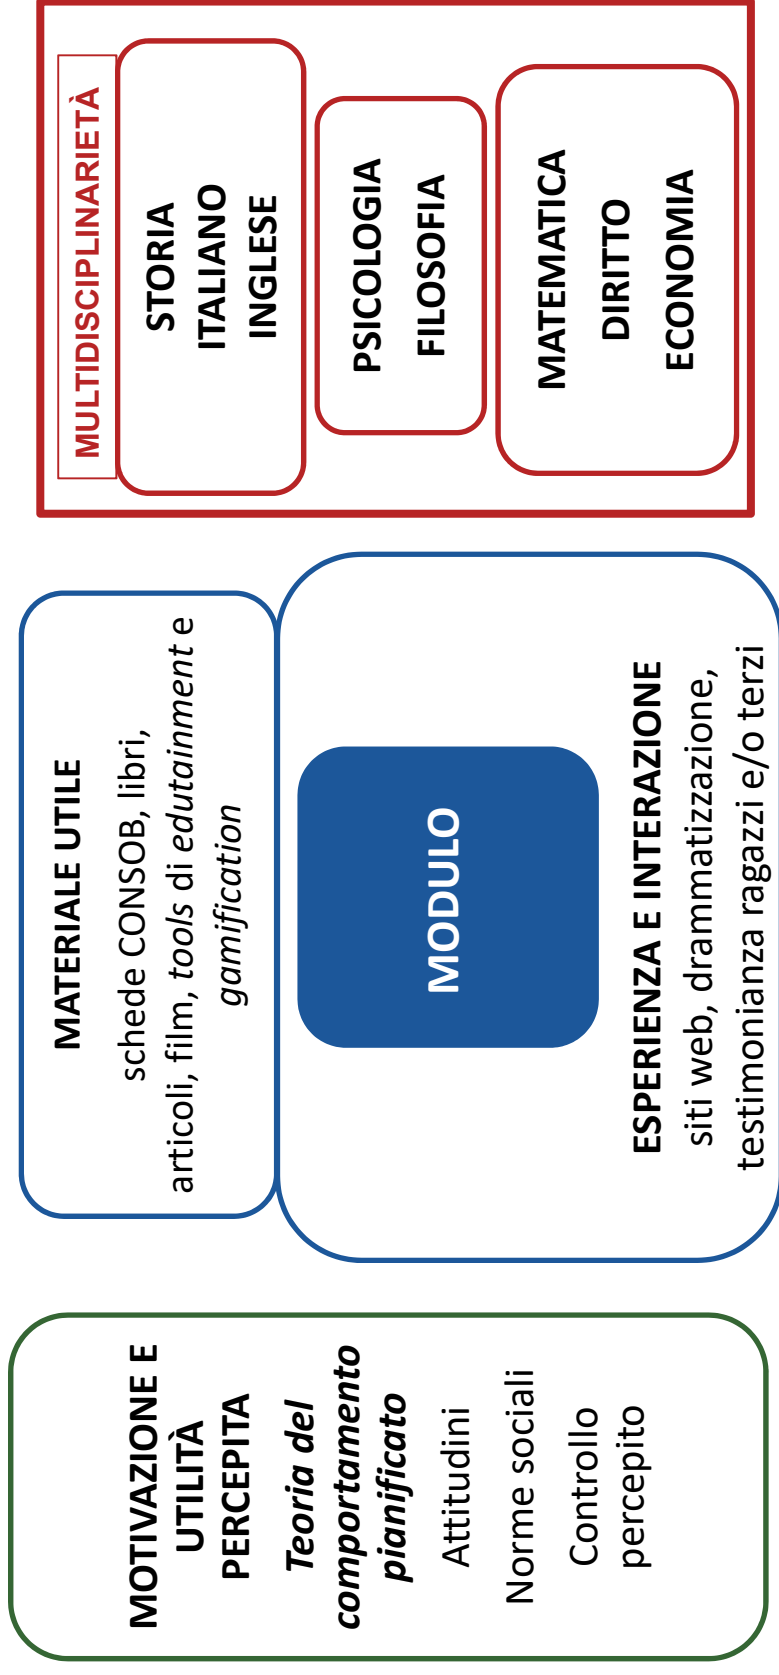 MOTIVAZIONE E
UTILITÀ
PERCEPITA
Teoria del
comportamento
pianificato
Attitudini
Norme sociali
Controllo
percepito
MATERIALE UTILE
schede CONSOB, libri,
articoli, film, tools di edutainment e
gamification
MODULO
ESPERIENZA E INTERAZIONE
siti web, drammatizzazione,
testimonianza ragazzi e/o terzi
MULTIDISCIPLINARIETÀ
STORIA
ITALIANO
INGLESE
PSICOLOGIA
FILOSOFIA
MATEMATICA
DIRITTO
ECONOMIA